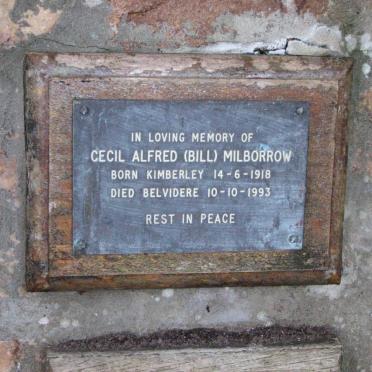 IN LOVING MEMORY OF
CECIL ALFRED (BILL) MILBORROW
BORN KIMBERLEY 14-6-1918
DIED BELVIDERE 10-10-1993
REST IN PEACE